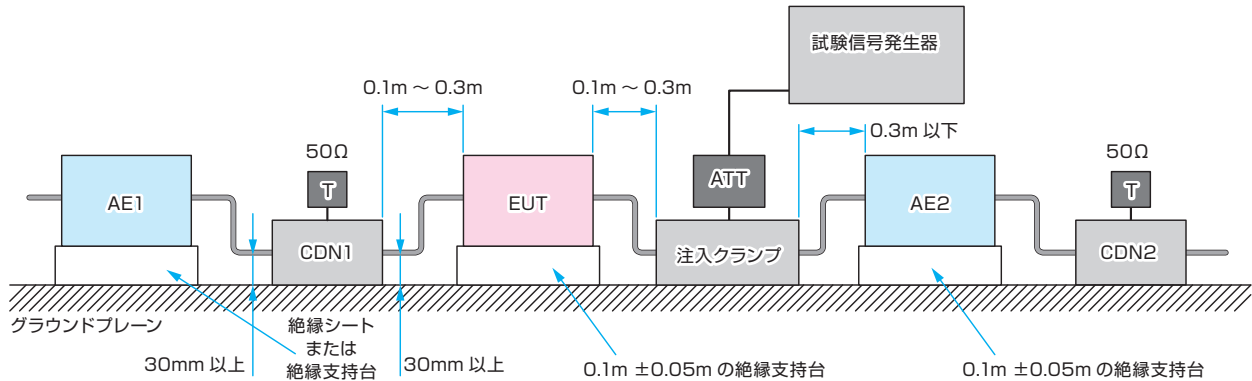 試験信号発生器
0.1m ～ 0.3m
0.1m ～ 0.3m
0.3m 以下
50Ω
50Ω
T
ATT
T
AE1
EUT
AE2
CDN1
注入クランプ
CDN2
グラウンドプレーン
絶縁シート
または
絶縁支持台
30mm 以上
30mm 以上
0.1m ±0.05m の絶縁支持台
0.1m ±0.05m の絶縁支持台